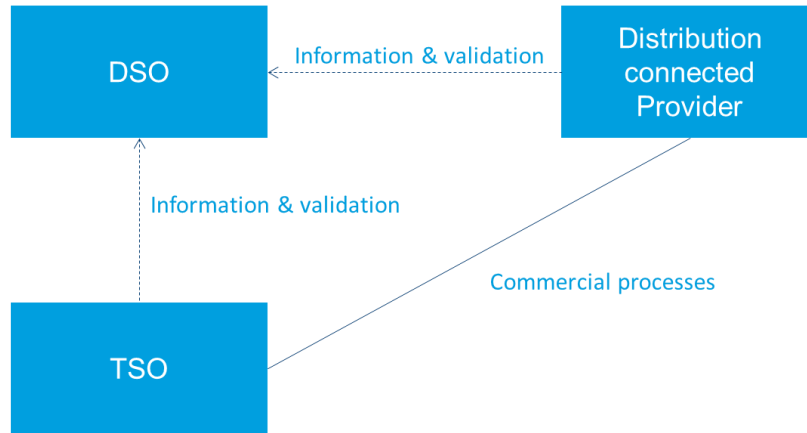 DSO
Information & validation
Distribution
connected
Provider
Information & validation
Commercial processes
TSO